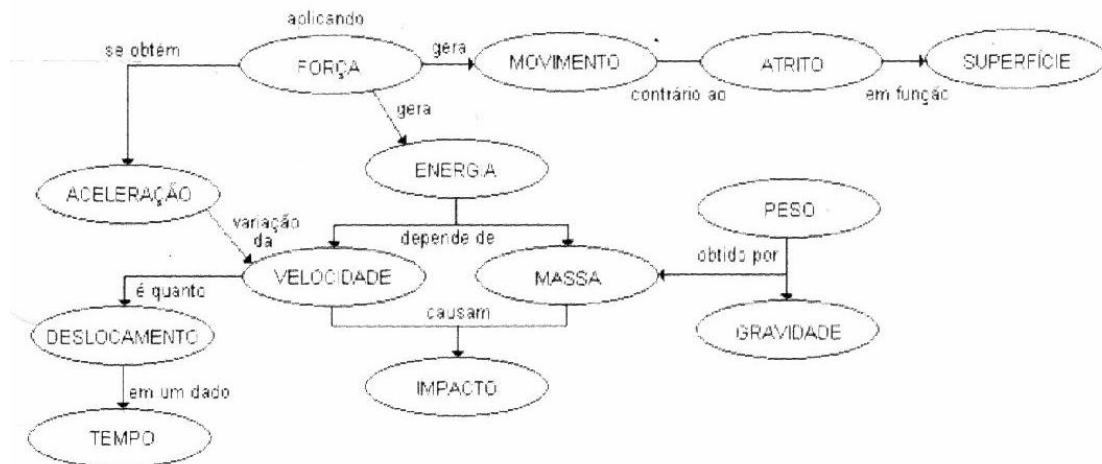 aplicando
se obtém
FORÇA
gera
MOVIMENTO
contrário ao
ATRITO
em função
SUPERFÍCIE
gera
ACELERAÇÃO
ENERGIA
PESO
variação
da
depende de
obtido por
VELOCIDADE
MASSA
é quanto
causam
DESLOCAMENTO
GRAVIDADE
em um dado
IMPACTO
TEMPO